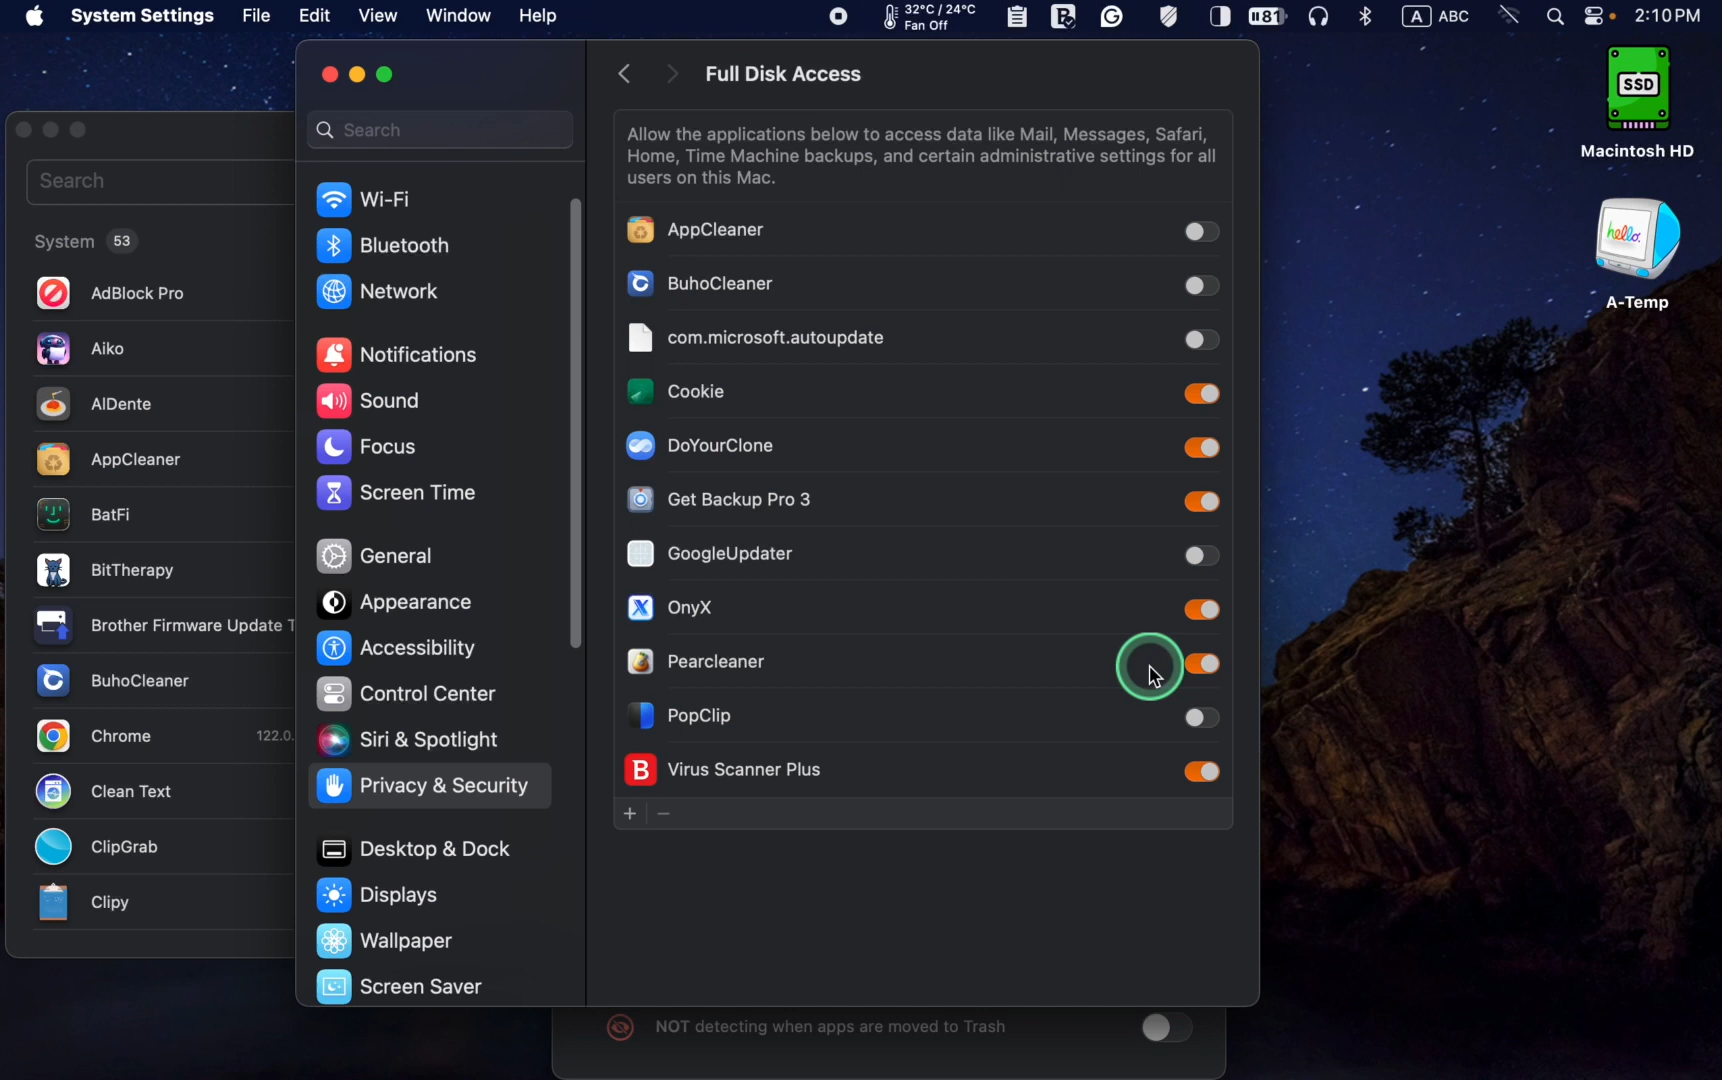 System Settings File Edit View Window Help
32°C / 24°C
Fan Off
81
A ABC
2:10 PM
Search
System 53
AdBlock Pro
Aiko
AlDente
AppCleaner
BatFi
BitTherapy
Brother Firmware Update T
BuhoCleaner
Chrome 122.0.
Clean Text
ClipGrab
Clipy
Search
Wi-Fi
Bluetooth
Network
Notifications
Sound
Focus
Screen Time
General
Appearance
Accessibility
Control Center
Siri & Spotlight
Privacy & Security
Desktop & Dock
Displays
Wallpaper
Screen Saver
Full Disk Access
Allow the applications below to access data like Mail, Messages, Safari,
Home, Time Machine backups, and certain administrative settings for all
users on this Mac.
AppCleaner
BuhoCleaner
com.microsoft.autoupdate
Cookie
DoYourClone
Get Backup Pro 3
GoogleUpdater
OnyX
Pearcleaner
PopClip
B Virus Scanner Plus
NOT detecting when apps are moved to Trash
SSD
Macintosh HD
hello.
A-Temp